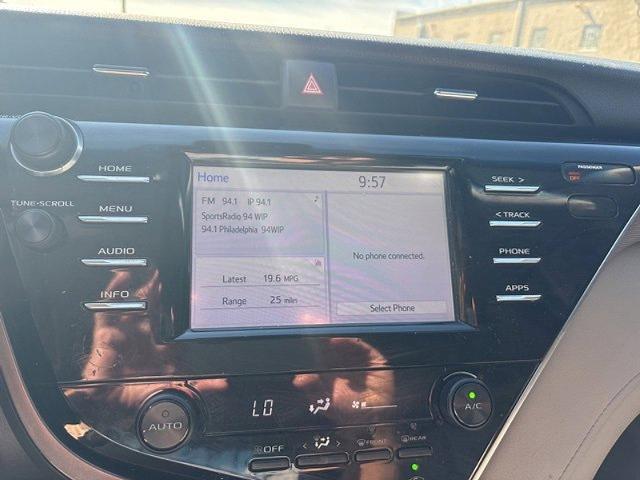 PASSENGER
OFF
HOME
MENU
TUNE•SCROLL
AUDIO
INFO
Home
9:57
FM 94.1 IP 94.1
SportsRadio 94 WIP
94.1 Philadelphia 94WIP
Latest 19.6 MPG
Range 25 miles
No phone connected.
Select Phone
SEEK >
< TRACK
PHONE
APPS
AUTO
LO
A/C
OFF
< >
FRONT
REAR